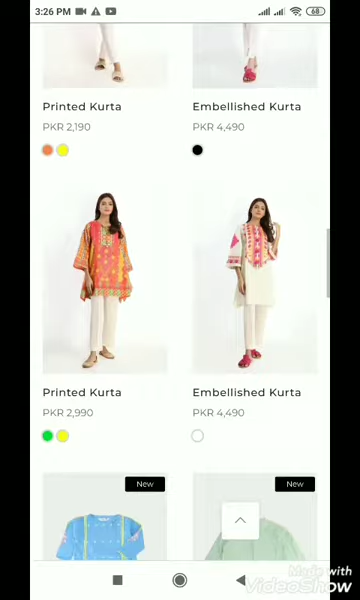 3:26 PM
68
Printed Kurta
PKR 2,190
Embellished Kurta
PKR 4,490
Printed Kurta
PKR 2,990
Embellished Kurta
PKR 4,490
New
New
Made with
VideoShow